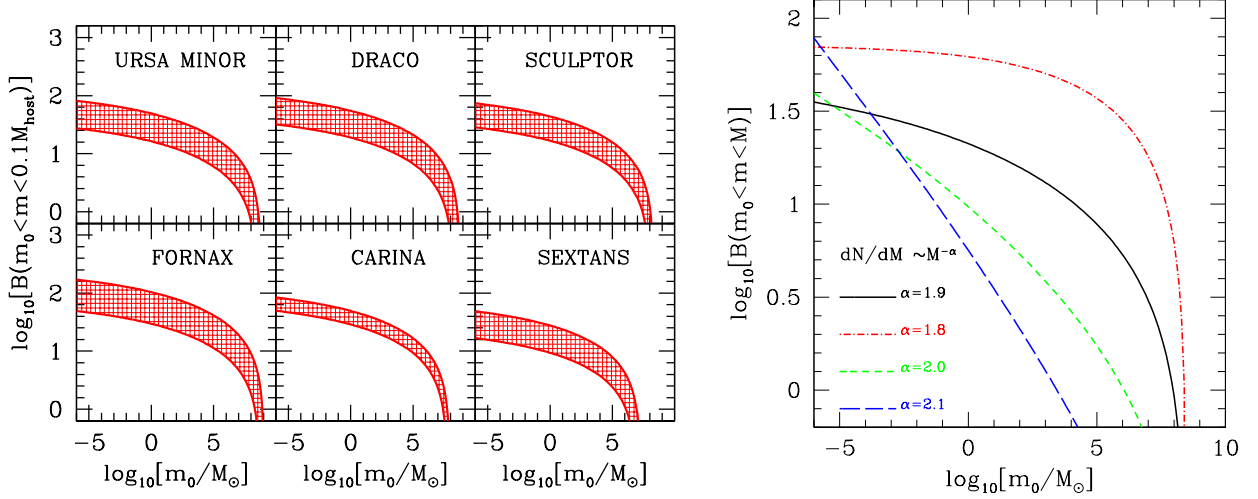 log₁₀[B(m₀<m<0.1M_host)]
3
2
1
0
3
2
1
0
URSA MINOR
DRACO
SCULPTOR
FORNAX
CARINA
SEXTANS
−5 0 5 −5 0 5 −5 0 5 10
log₁₀[m₀/M☉] log₁₀[m₀/M☉] log₁₀[m₀/M☉]
log₁₀[B(m₀<m<M)]
2
1.5
1
0.5
0
dN/dM ~M^-α
α=1.9
α=1.8
α=2.0
α=2.1
−5 0 5 10
log₁₀[m₀/M☉]